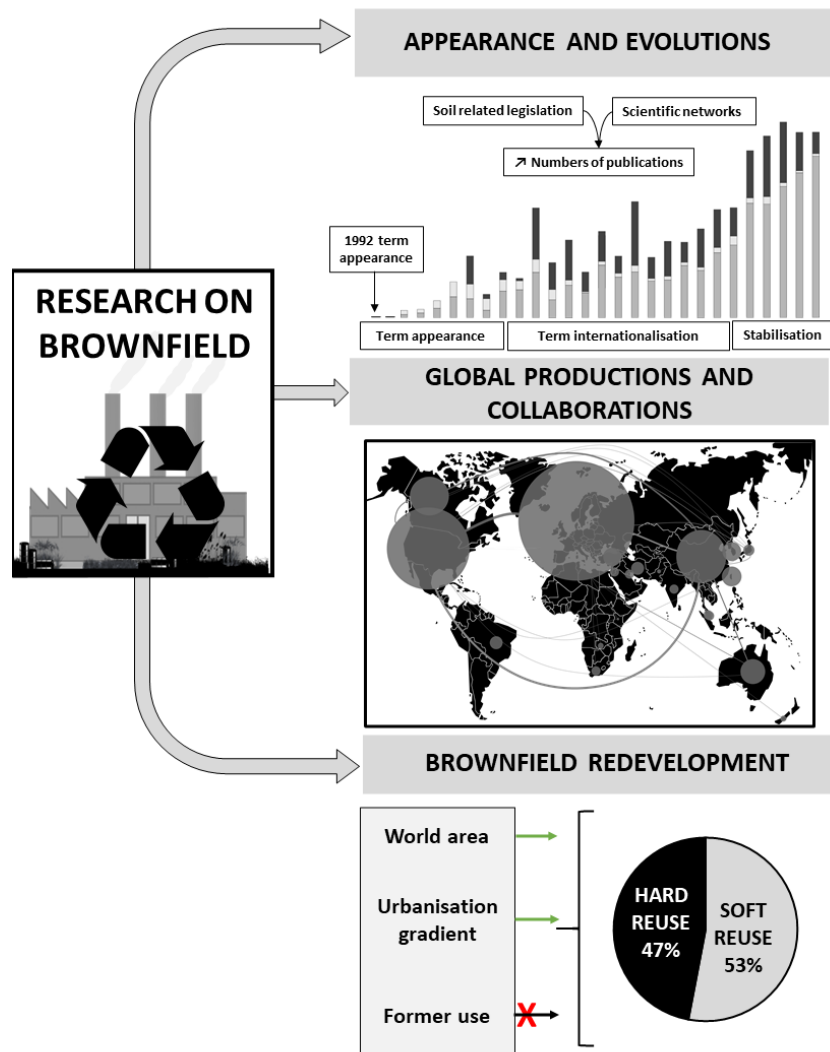 APPEARANCE AND EVOLUTIONS
Soil related legislation
Scientific networks
↗ Numbers of publications
1992 term
appearance
Term appearance
Term internationalisation
Stabilisation
RESEARCH ON
BROWNFIELD
GLOBAL PRODUCTIONS AND
COLLABORATIONS
BROWNFIELD REDEVELOPMENT
World area
Urbanisation
gradient
Former use
HARD
REUSE
47%
SOFT
REUSE
53%